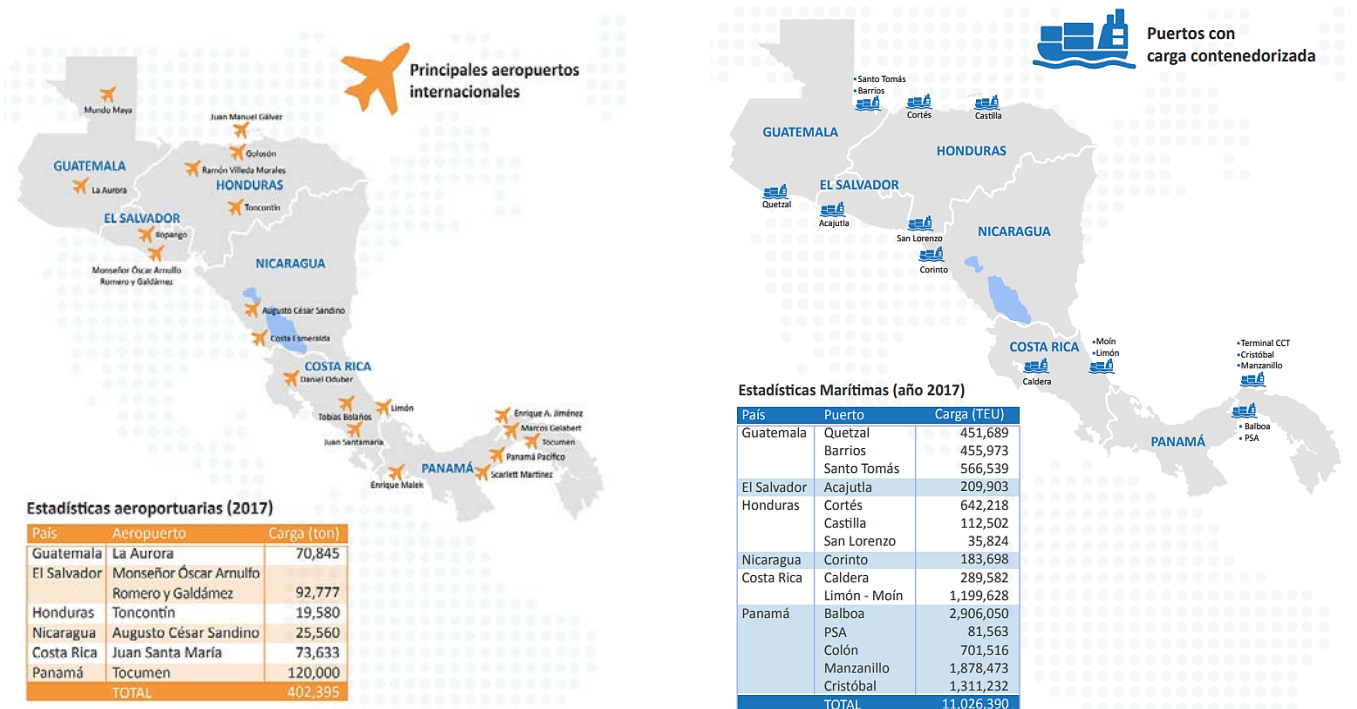 Principales aeropuertos
internacionales
Mundo Maya
Juan Manuel Gálvez
Golosón
Ramón Villeda Morales
GUATEMALA
HONDURAS
La Aurora
Toncontín
EL SALVADOR
Ilopango
Monseñor Óscar Arnulfo
Romero y Galdámez
NICARAGUA
Augusto César Sandino
Costa Esmeralda
COSTA RICA
Daniel Oduber
Limón
Tobías Bolaños
Juan Santamaría
Enrique A. Jiménez
Marcos Gelabert
Tocumen
Panamá Pacífico
PANAMÁ
Scarlett Martínez
Enrique Malek
Estadísticas aeroportuarias (2017)
País Aeropuerto Carga (ton)
Guatemala La Aurora 70,845
El Salvador Monseñor Óscar Arnulfo
Romero y Galdámez 92,777
Honduras Toncontín 19,580
Nicaragua Augusto César Sandino 25,560
Costa Rica Juan Santa María 73,633
Panamá Tocumen 120,000
TOTAL 402,395
Puertos con
carga contenedorizada
• Santo Tomás
• Barrios
Cortés
Castilla
GUATEMALA
HONDURAS
EL SALVADOR
Quetzal
Acajutla
San Lorenzo
NICARAGUA
Corinto
COSTA RICA
Caldera
• Moín
• Limón
• Terminal CCT
• Cristóbal
• Manzanillo
• Balboa
• PSA
PANAMÁ
Estadísticas Marítimas (año 2017)
País Puerto Carga (TEU)
Guatemala Quetzal 451,689
Barrios 455,973
Santo Tomás 566,539
El Salvador Acajutla 209,903
Honduras Cortés 642,218
Castilla 112,502
San Lorenzo 35,824
Nicaragua Corinto 183,698
Costa Rica Caldera 289,582
Limón - Moín 1,199,628
Panamá Balboa 2,906,050
PSA 81,563
Colón 701,516
Manzanillo 1,878,473
Cristóbal 1,311,232
TOTAL 11,026,390